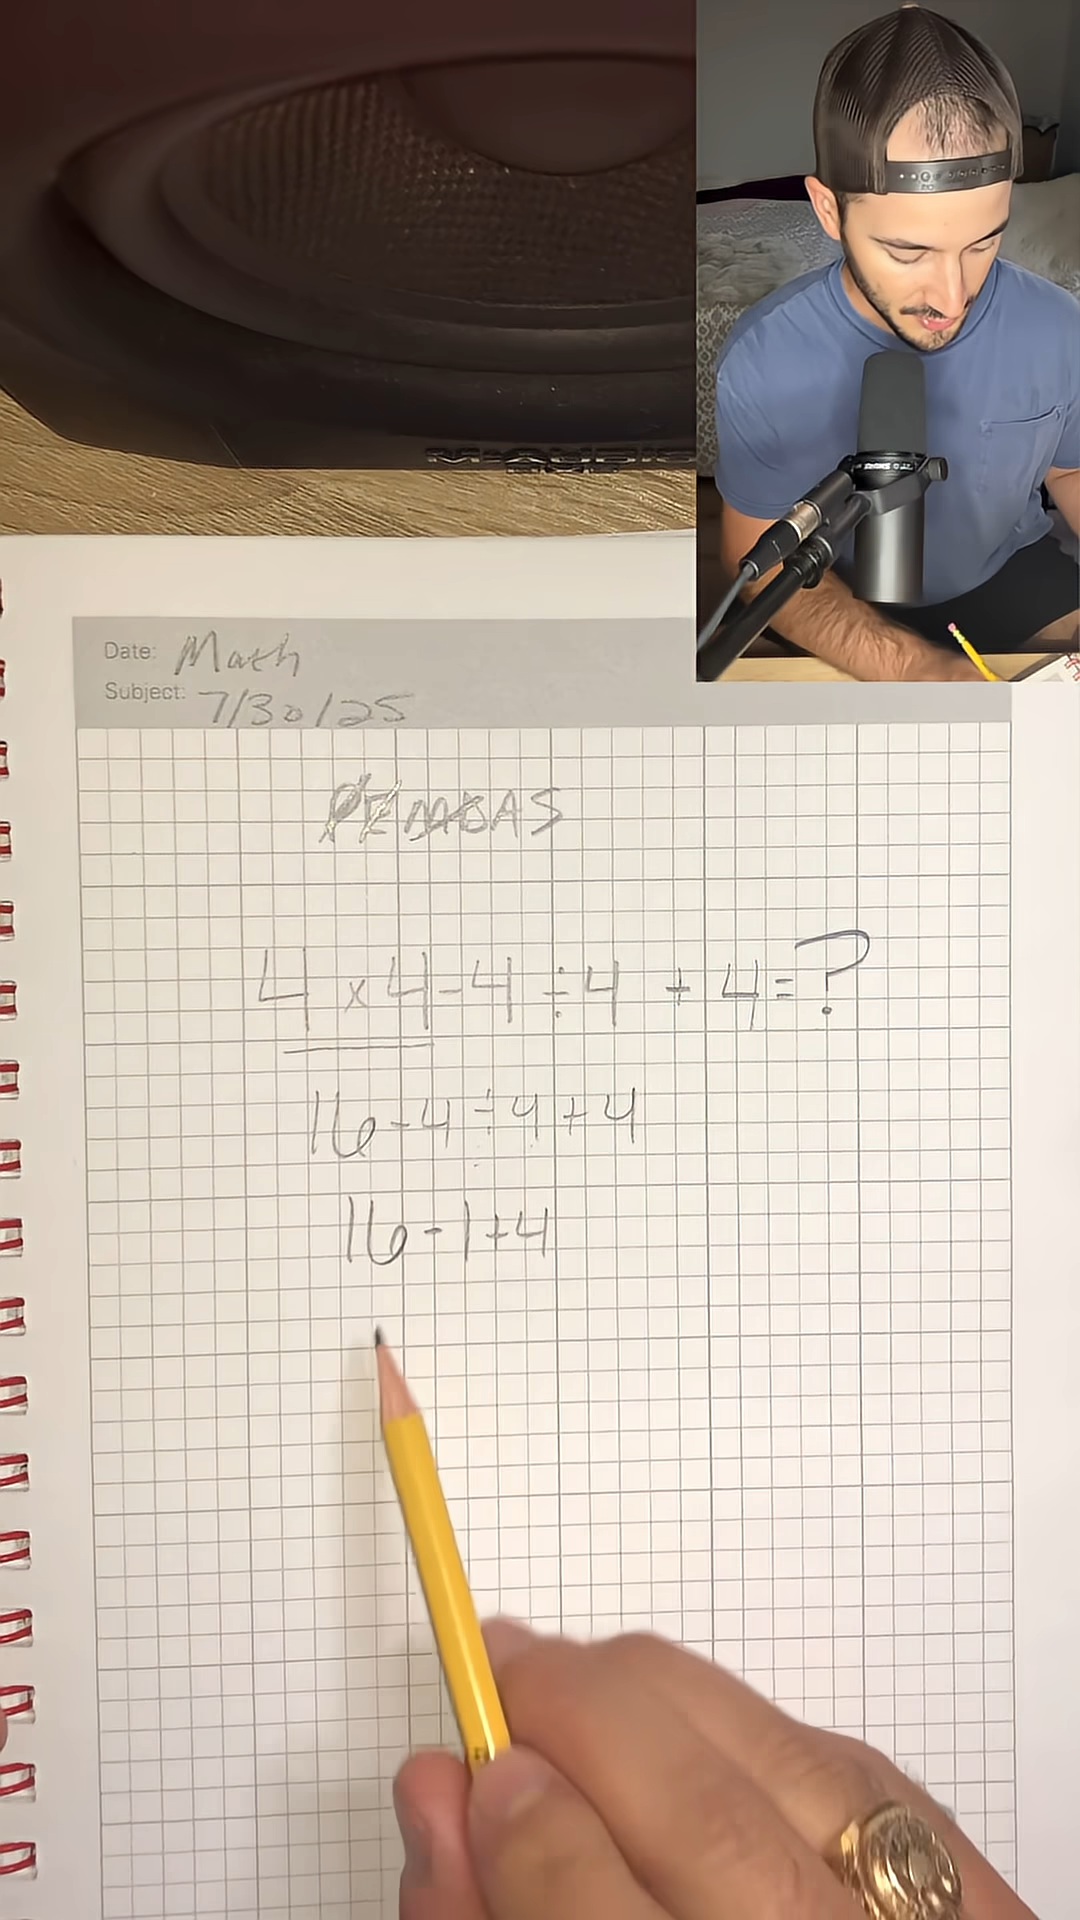 Date: Math
Subject: 7/30/25
PEMDAS
4 x 4 - 4 ÷ 4 + 4 = ?
16 - 4 ÷ 4 + 4
16 - 1 + 4